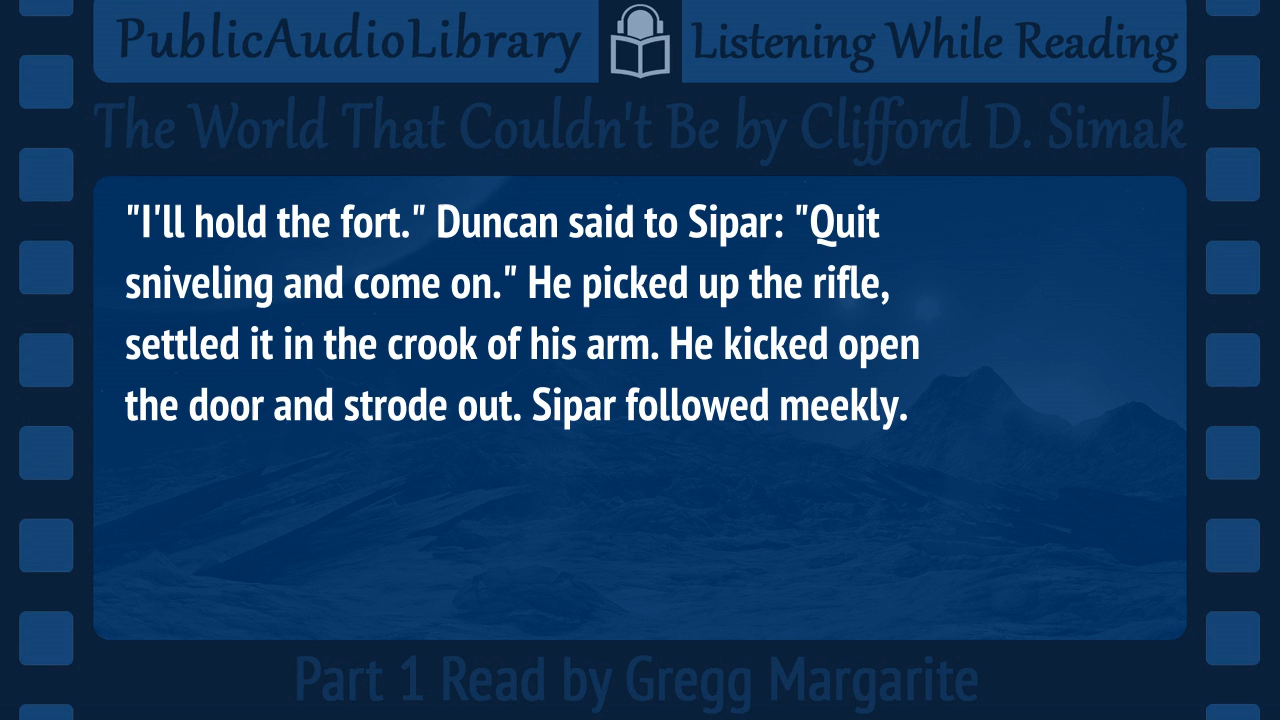 PublicAudioLibrary Listening While Reading
The World That Couldn't Be by Clifford D. Simak
"I'll hold the fort." Duncan said to Sipar: "Quit
sniveling and come on." He picked up the rifle,
settled it in the crook of his arm. He kicked open
the door and strode out. Sipar followed meekly.
Part 1 Read by Gregg Margarite